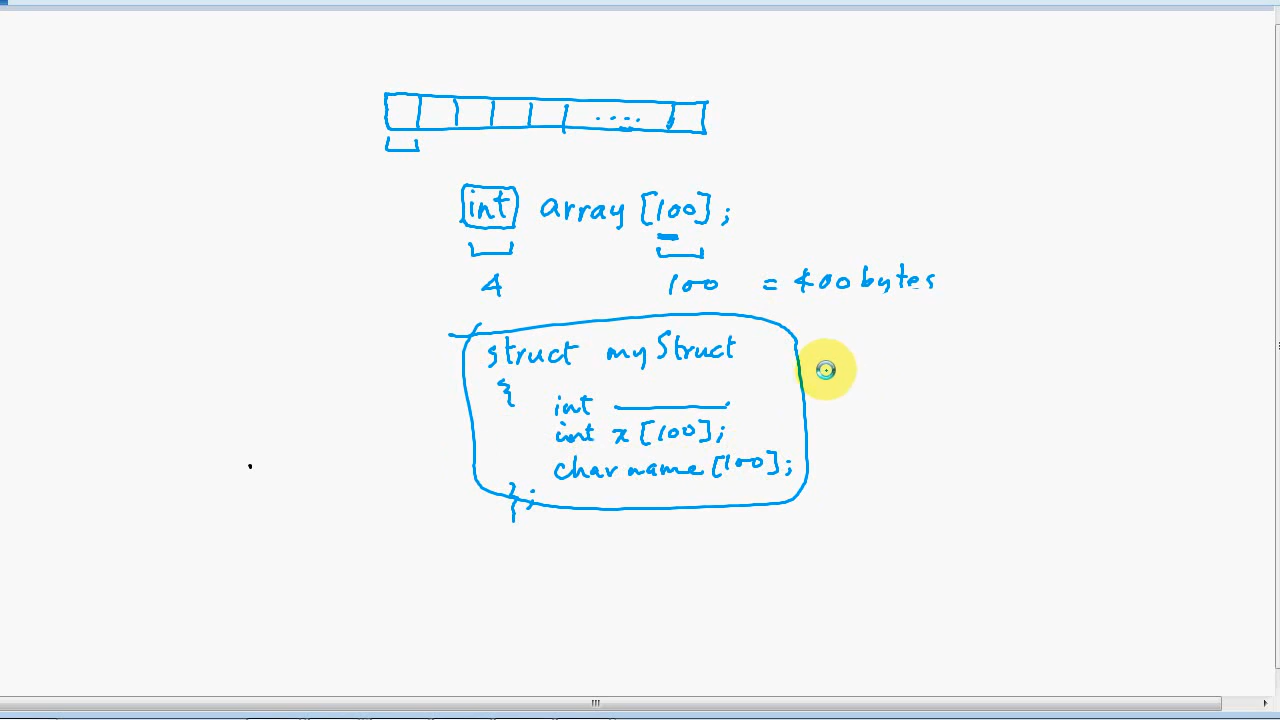 ....
int array [100];
4 100 = 400 bytes
struct myStruct
{
int
int x [100];
char name [100];
};